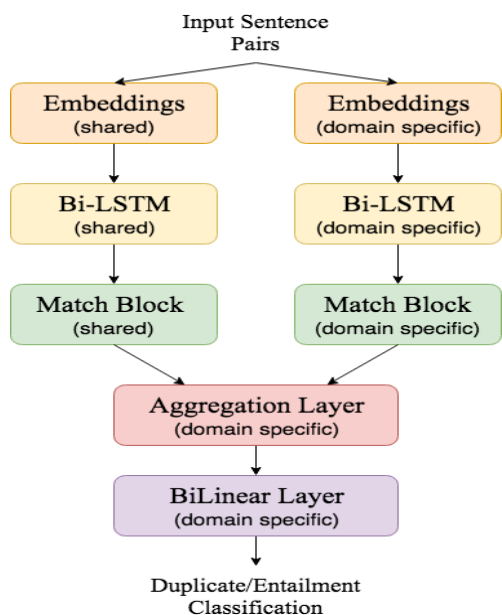 Input Sentence
Pairs
Embeddings
(shared)
Embeddings
(domain specific)
Bi-LSTM
(shared)
Bi-LSTM
(domain specific)
Match Block
(shared)
Match Block
(domain specific)
Aggregation Layer
(domain specific)
BiLinear Layer
(domain specific)
Duplicate/Entailment
Classification